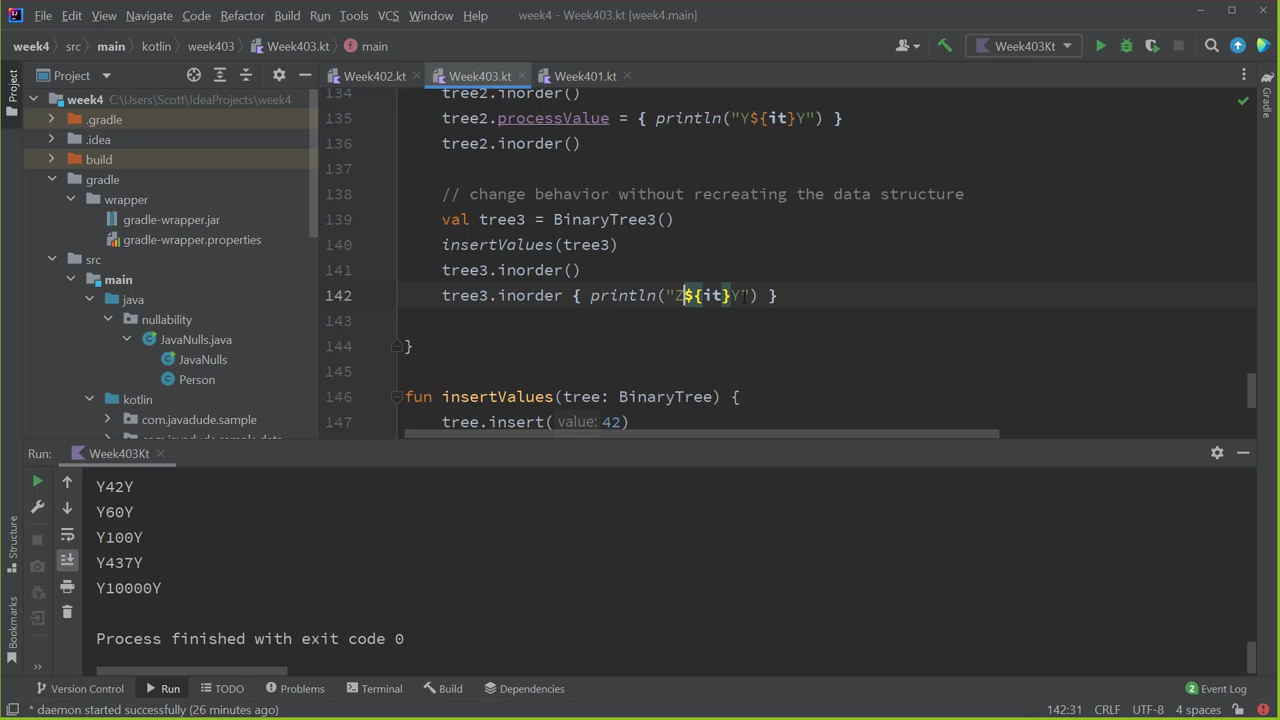 File Edit View Navigate Code Refactor Build Run Tools VCS Window Help week4 - Week403.kt [week4.main]
week4 src main kotlin week403 Week403.kt main Week403Kt
Project Week402.kt Week403.kt Week401.kt
Project
Gradle
week4 C:\Users\Scott\IdeaProjects\week4
.gradle
.idea
build
gradle
wrapper
gradle-wrapper.jar
gradle-wrapper.properties
src
main
java
nullability
JavaNulls.java
JavaNulls
Person
kotlin
com.javadude.sample
com.javadude.sample.data
134 tree2.inorder()
135 tree2.processValue = { println("Y${it}Y") }
136 tree2.inorder()
137
138 // change behavior without recreating the data structure
139 val tree3 = BinaryTree3()
140 insertValues(tree3)
141 tree3.inorder()
142 tree3.inorder { println("Z${it}Y") }
143
144 }
145
146 fun insertValues(tree: BinaryTree) {
147 tree.insert( value: 42)
Run: Week403Kt
Y42Y
Y60Y
Y100Y
Y437Y
Y10000Y
Process finished with exit code 0
Structure
Bookmarks
Version Control Run TODO Problems Terminal Build Dependencies 2 Event Log
* daemon started successfully (26 minutes ago) 142:31 CRLF UTF-8 4 spaces